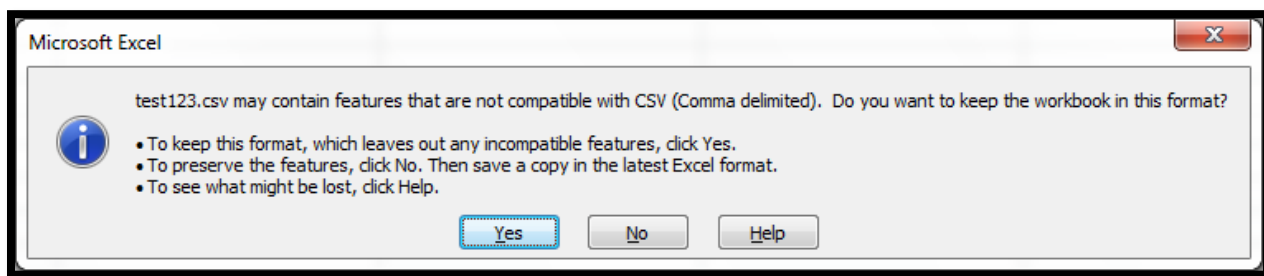 Microsoft Excel
test123.csv may contain features that are not compatible with CSV (Comma delimited).  Do you want to keep the workbook in this format?
• To keep this format, which leaves out any incompatible features, click Yes.
• To preserve the features, click No. Then save a copy in the latest Excel format.
• To see what might be lost, click Help.
Yes No Help